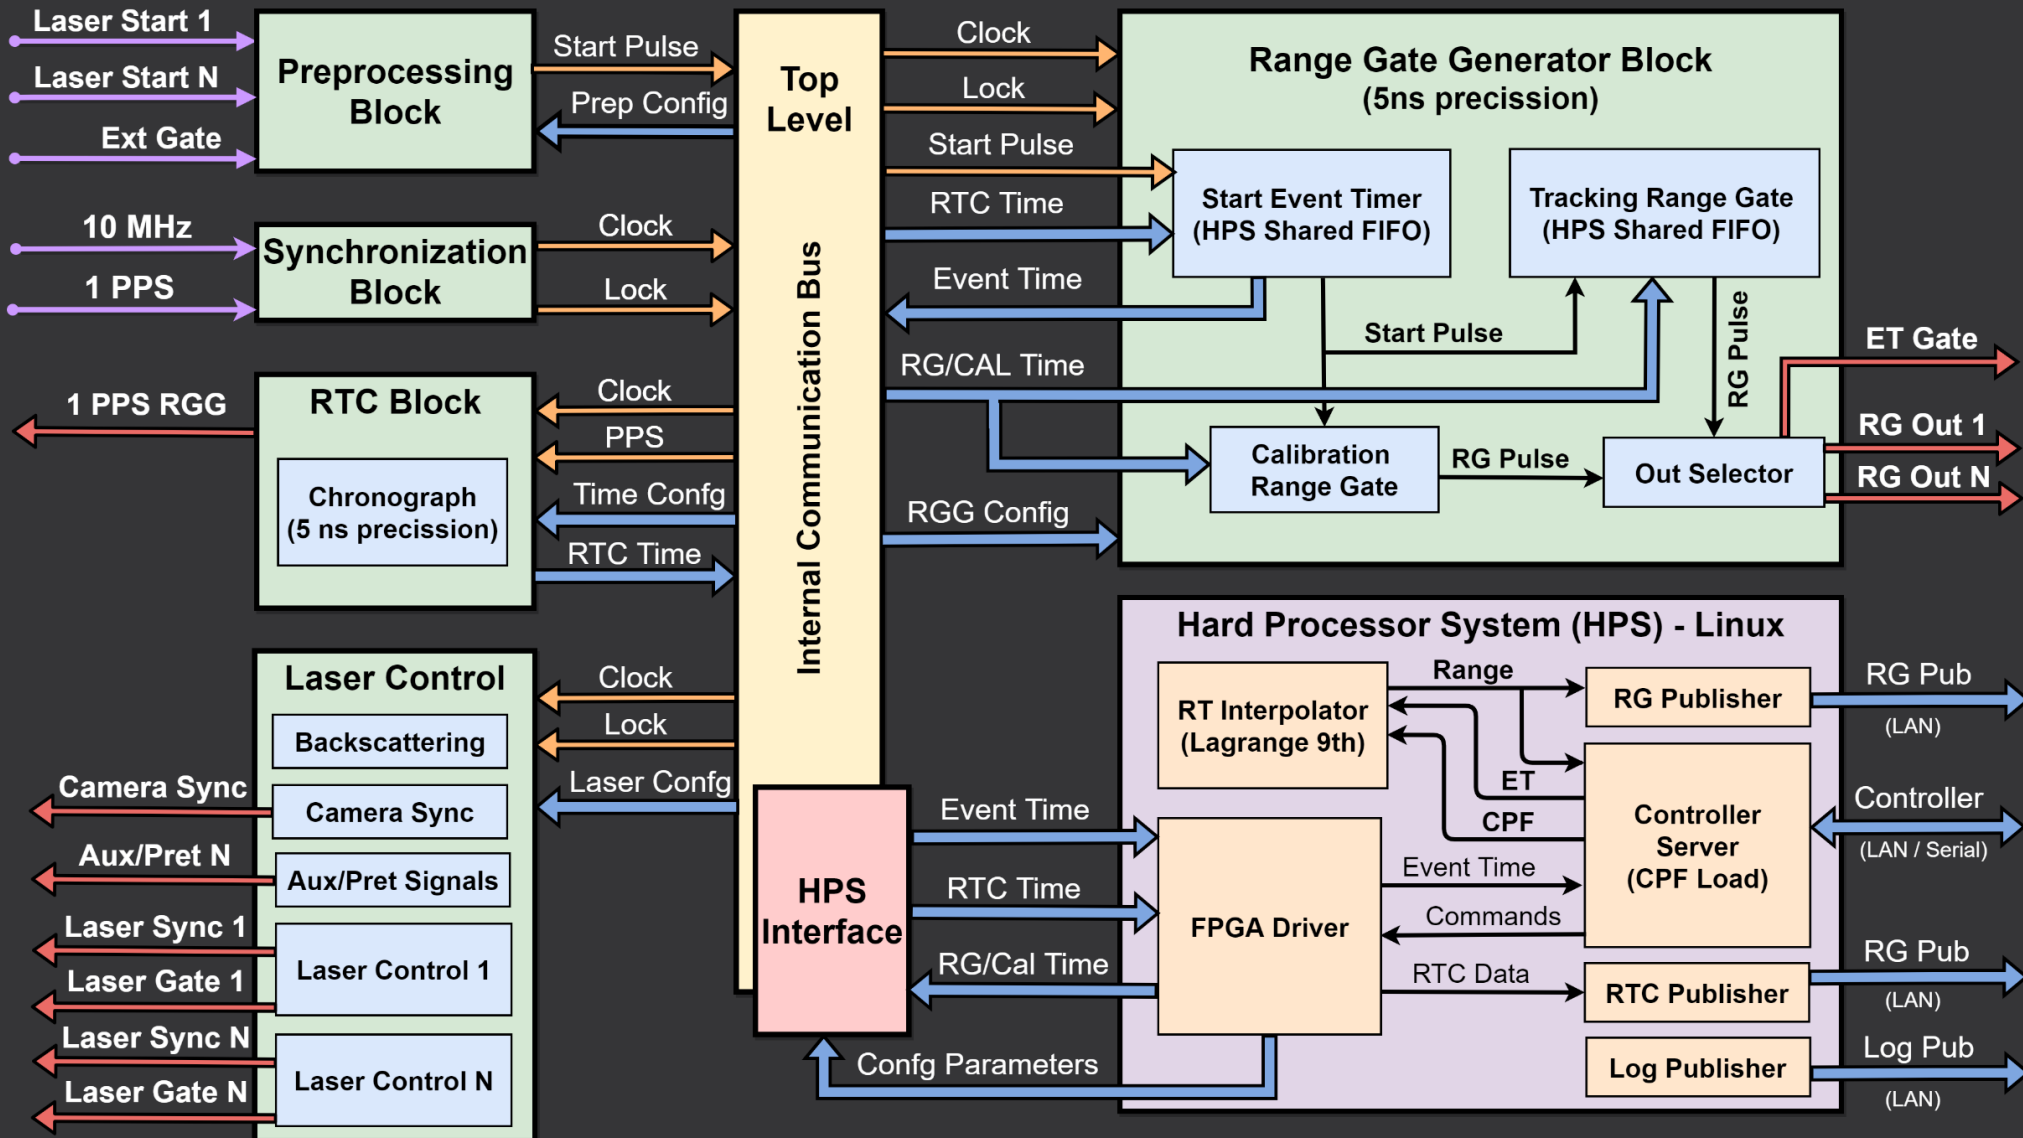 Laser Start 1
Laser Start N
Ext Gate
Preprocessing
Block
Start Pulse
Prep Config
10 MHz
1 PPS
Synchronization
Block
Clock
Lock
1 PPS RGG
RTC Block
Chronograph
(5 ns precission)
Clock
PPS
Time Confg
RTC Time
Laser Control
Backscattering
Camera Sync
Aux/Pret Signals
Laser Control 1
Laser Control N
Clock
Lock
Laser Confg
Camera Sync
Aux/Pret N
Laser Sync 1
Laser Gate 1
Laser Sync N
Laser Gate N
Top
Level
Internal Communication Bus
HPS
Interface
Clock
Lock
Start Pulse
RTC Time
Event Time
RG/CAL Time
RGG Config
Range Gate Generator Block
(5ns precission)
Start Event Timer
(HPS Shared FIFO)
Tracking Range Gate
(HPS Shared FIFO)
Start Pulse
RG Pulse
Calibration
Range Gate
RG Pulse
Out Selector
ET Gate
RG Out 1
RG Out N
Event Time
RTC Time
RG/Cal Time
Confg Parameters
Hard Processor System (HPS) - Linux
RT Interpolator
(Lagrange 9th)
Range
ET
CPF
RG Publisher
Controller
Server
(CPF Load)
FPGA Driver
Event Time
Commands
RTC Data
RTC Publisher
Log Publisher
RG Pub
(LAN)
Controller
(LAN / Serial)
RG Pub
(LAN)
Log Pub
(LAN)